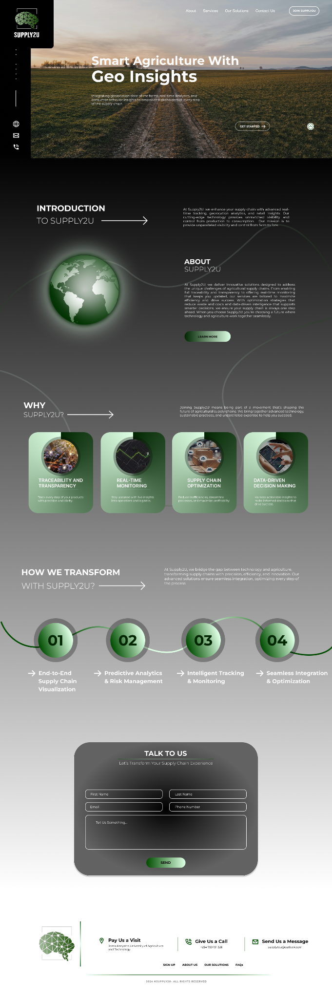 About Services Our Solutions Contact Us JOIN SUPPLY2U
SUPPLY2U
Smart Agriculture With
Geo Insights
Integrating geolocation data of the farms, real-time analytics, and
consumer behavior insights to empower stakeholders at every step
of the supply chain
GET STARTED
INTRODUCTION
TO SUPPLY2U
At Supply2U, we enhance your supply chain with advanced real-
time tracking, geolocation analytics, and retail insights. Our
cutting-edge technology provides unmatched visibility and
control from production to consumption. Our mission is to
provide unparalleled visibility and control from farm to fork.
ABOUT
SUPPLY2U
At Supply2U, we deliver innovative solutions designed to address
the unique challenges of agricultural supply chains. From enabling
full traceability and transparency to offering real-time monitoring
that keeps you updated, our services are tailored to maximize
efficiency and drive success. With optimization strategies that
reduce waste and costs and data-driven intelligence that supports
smarter decisions, we ensure your supply chain is always one step
ahead. When you choose Supply2U, you're choosing a future where
technology and agriculture work together seamlessly.
LEARN MORE
WHY
SUPPLY2U?
Joining Supply2U means being part of a movement that's shaping the
future of agricultural supply chains. We bring together advanced technology,
sustainable practices, and unparalleled expertise to help you succeed.
TRACEABILITY AND
TRANSPARENCY
Track every step of your products
with precision and clarity.
REAL-TIME
MONITORING
Stay updated with live insights
into operations and logistics.
SUPPLY CHAIN
OPTIMIZATION
Reduce inefficiencies, streamline
processes, and maximize profitability
DATA-DRIVEN
DECISION MAKING
Harness actionable insights to
make informed decisions that
drive success.
HOW WE TRANSFORM
WITH SUPPLY2U?
At Supply2U, we bridge the gap between technology and agriculture,
transforming supply chains with precision, efficiency, and innovation. Our
advanced solutions ensure seamless integration, optimizing every step of
the process
01
02
03
04
End-to-End
Supply Chain
Visualization
Predictive Analytics
& Risk Management
Intelligent Tracking
& Monitoring
Seamless Integration
& Optimization
TALK TO US
Let's Transform Your Supply Chain Experience
First Name
Last Name
Email
Phone Number
Tell Us Something...
SEND
Pay Us a Visit
Jomo Kenyatta University of Agriculture
and Technology
Give Us a Call
+254 759 191 326
Send Us a Message
supplytou@outlook.com
SIGN UP ABOUT US OUR SOLUTIONS FAQs
2024 ©SUPPLY2U- ALL RIGHTS RESERVED